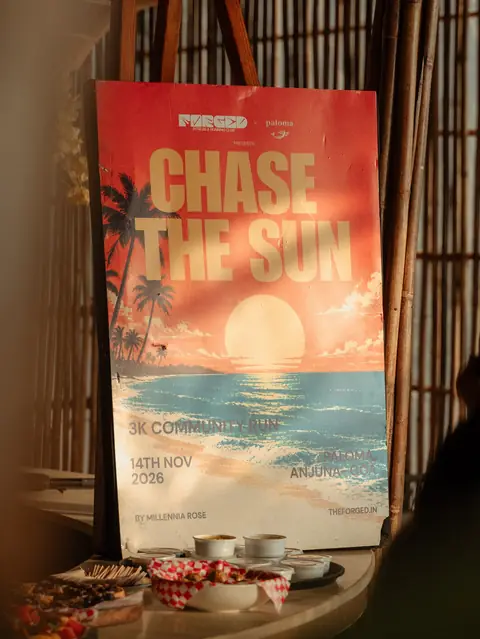 FORGED
paloma
PRESENTS
CHASE
THE SUN
3K COMMUNITY RUN
14TH NOV
2026
PALOMA,
ANJUNA - GOA
BY MILLENNIA ROSE
THEFORGED.IN